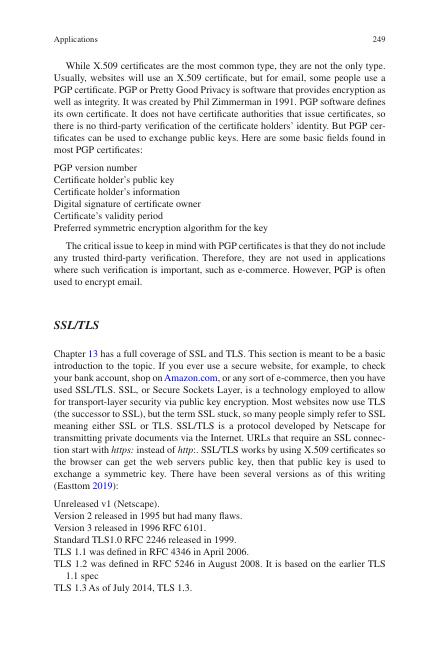 Applications 249
While X.509 certificates are the most common type, they are not the only type.
Usually, websites will use an X.509 certificate, but for email, some people use a
PGP certificate. PGP or Pretty Good Privacy is software that provides encryption as
well as integrity. It was created by Phil Zimmerman in 1991. PGP software defines
its own certificate. It does not have certificate authorities that issue certificates, so
there is no third-party verification of the certificate holders' identity. But PGP cer-
tificates can be used to exchange public keys. Here are some basic fields found in
most PGP certificates:
PGP version number
Certificate holder's public key
Certificate holder's information
Digital signature of certificate owner
Certificate's validity period
Preferred symmetric encryption algorithm for the key
The critical issue to keep in mind with PGP certificates is that they do not include
any trusted third-party verification. Therefore, they are not used in applications
where such verification is important, such as e-commerce. However, PGP is often
used to encrypt email.
SSL/TLS
Chapter 13 has a full coverage of SSL and TLS. This section is meant to be a basic
introduction to the topic. If you ever use a secure website, for example, to check
your bank account, shop on Amazon.com, or any sort of e-commerce, then you have
used SSL/TLS. SSL, or Secure Sockets Layer, is a technology employed to allow
for transport-layer security via public key encryption. Most websites now use TLS
(the successor to SSL), but the term SSL stuck, so many people simply refer to SSL
meaning either SSL or TLS. SSL/TLS is a protocol developed by Netscape for
transmitting private documents via the Internet. URLs that require an SSL connec-
tion start with https: instead of http:. SSL/TLS works by using X.509 certificates so
the browser can get the web servers public key, then that public key is used to
exchange a symmetric key. There have been several versions as of this writing
(Easttom 2019):
Unreleased v1 (Netscape).
Version 2 released in 1995 but had many flaws.
Version 3 released in 1996 RFC 6101.
Standard TLS1.0 RFC 2246 released in 1999.
TLS 1.1 was defined in RFC 4346 in April 2006.
TLS 1.2 was defined in RFC 5246 in August 2008. It is based on the earlier TLS
1.1 spec
TLS 1.3 As of July 2014, TLS 1.3.